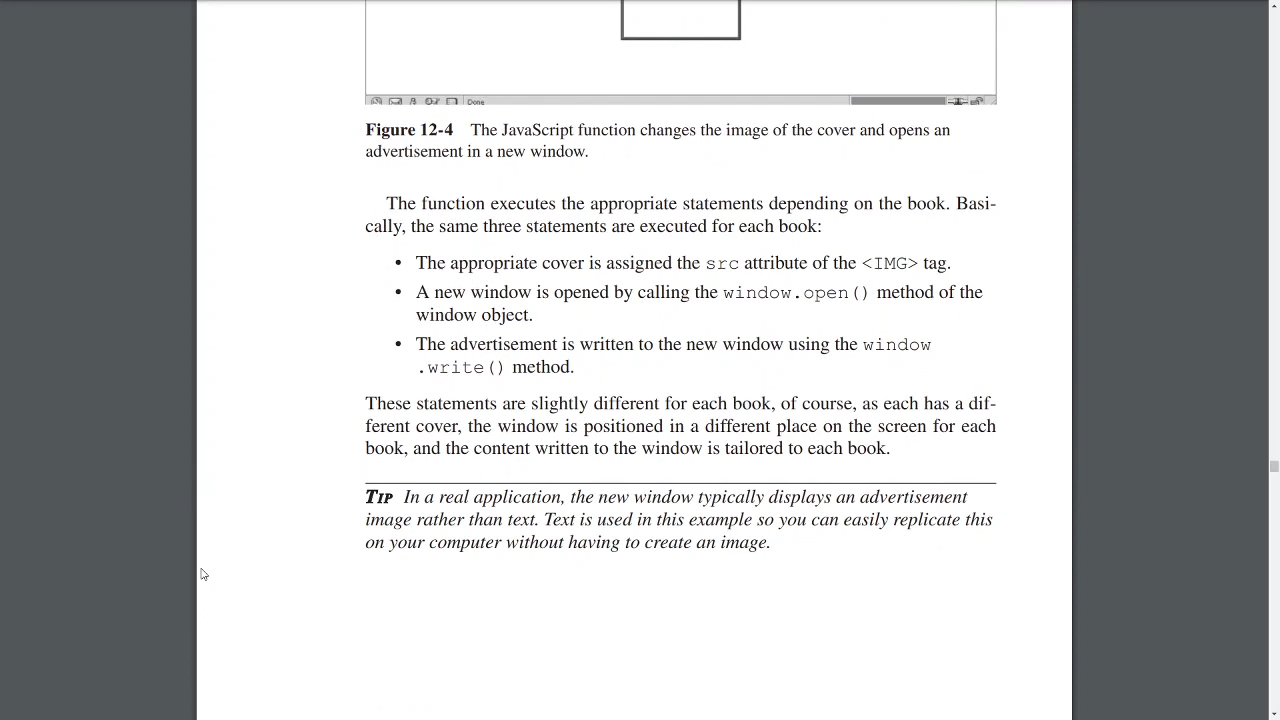 Done
Figure 12-4 The JavaScript function changes the image of the cover and opens an
advertisement in a new window.
The function executes the appropriate statements depending on the book. Basi-
cally, the same three statements are executed for each book:
• The appropriate cover is assigned the src attribute of the <IMG> tag.
• A new window is opened by calling the window.open() method of the
window object.
• The advertisement is written to the new window using the window
.write() method.
These statements are slightly different for each book, of course, as each has a dif-
ferent cover, the window is positioned in a different place on the screen for each
book, and the content written to the window is tailored to each book.
TIP In a real application, the new window typically displays an advertisement
image rather than text. Text is used in this example so you can easily replicate this
on your computer without having to create an image.